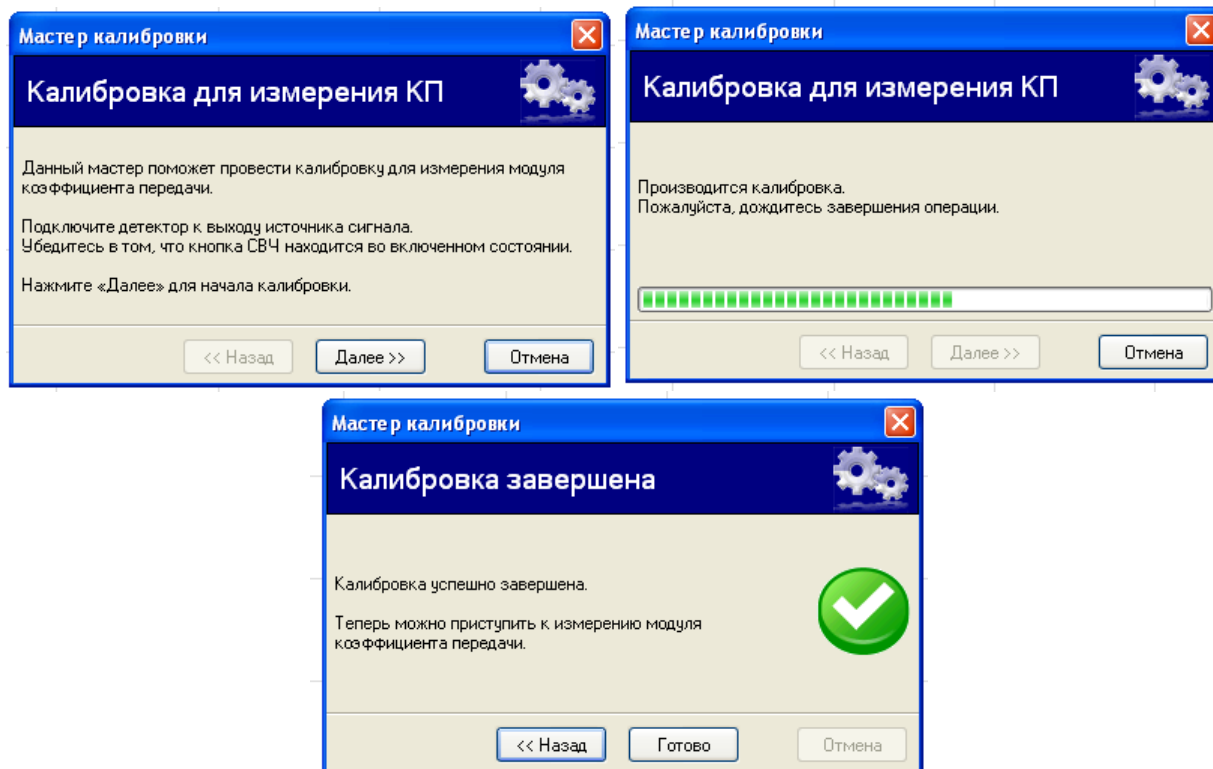 Мастер калибровки
Калибровка для измерения КП
Данный мастер поможет провести калибровку для измерения модуля
коэффициента передачи.
Подключите детектор к выходу источника сигнала.
Убедитесь в том, что кнопка СВЧ находится во включенном состоянии.
Нажмите «Далее» для начала калибровки.
<< Назад
Далее >>
Отмена
Мастер калибровки
Калибровка для измерения КП
Производится калибровка.
Пожалуйста, дождитесь завершения операции.
<< Назад
Далее >>
Отмена
Мастер калибровки
Калибровка завершена
Калибровка успешно завершена.
Теперь можно приступить к измерению модуля
коэффициента передачи.
<< Назад
Готово
Отмена